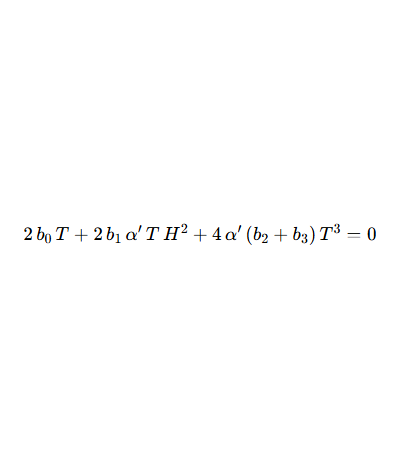 2 b₀ T + 2 b₁ α′ T H² + 4 α′ (b₂ + b₃) T³ = 0